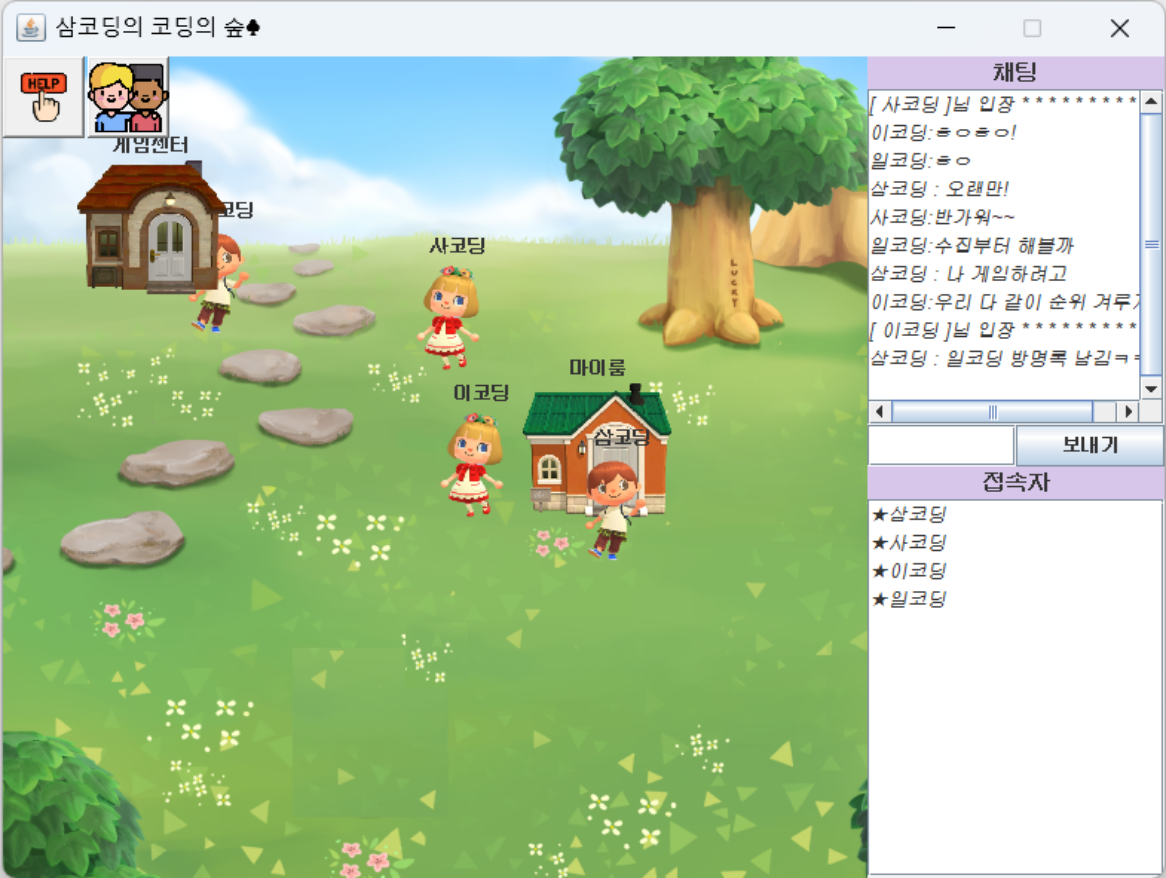 삼코딩의 코딩의 숲♠
HELP
게임센터
코딩
사코딩
이코딩
마이룸
삼코딩
LUCKY
채팅
[ 사코딩 ]님 입장 * * * * * * * * *
이코딩:ㅎㅇㅎㅇ!
일코딩:ㅎㅇ
삼코딩 : 오랜만!
사코딩:반가워~~
일코딩:수집부터 해볼까
삼코딩 : 나 게임하려고
이코딩:우리 다 같이 순위 겨루
[ 이코딩 ]님 입장 * * * * * * * * *
삼코딩 : 일코딩 방명록 남김ㅋ
보내기
접속자
★삼코딩
★사코딩
★이코딩
★일코딩